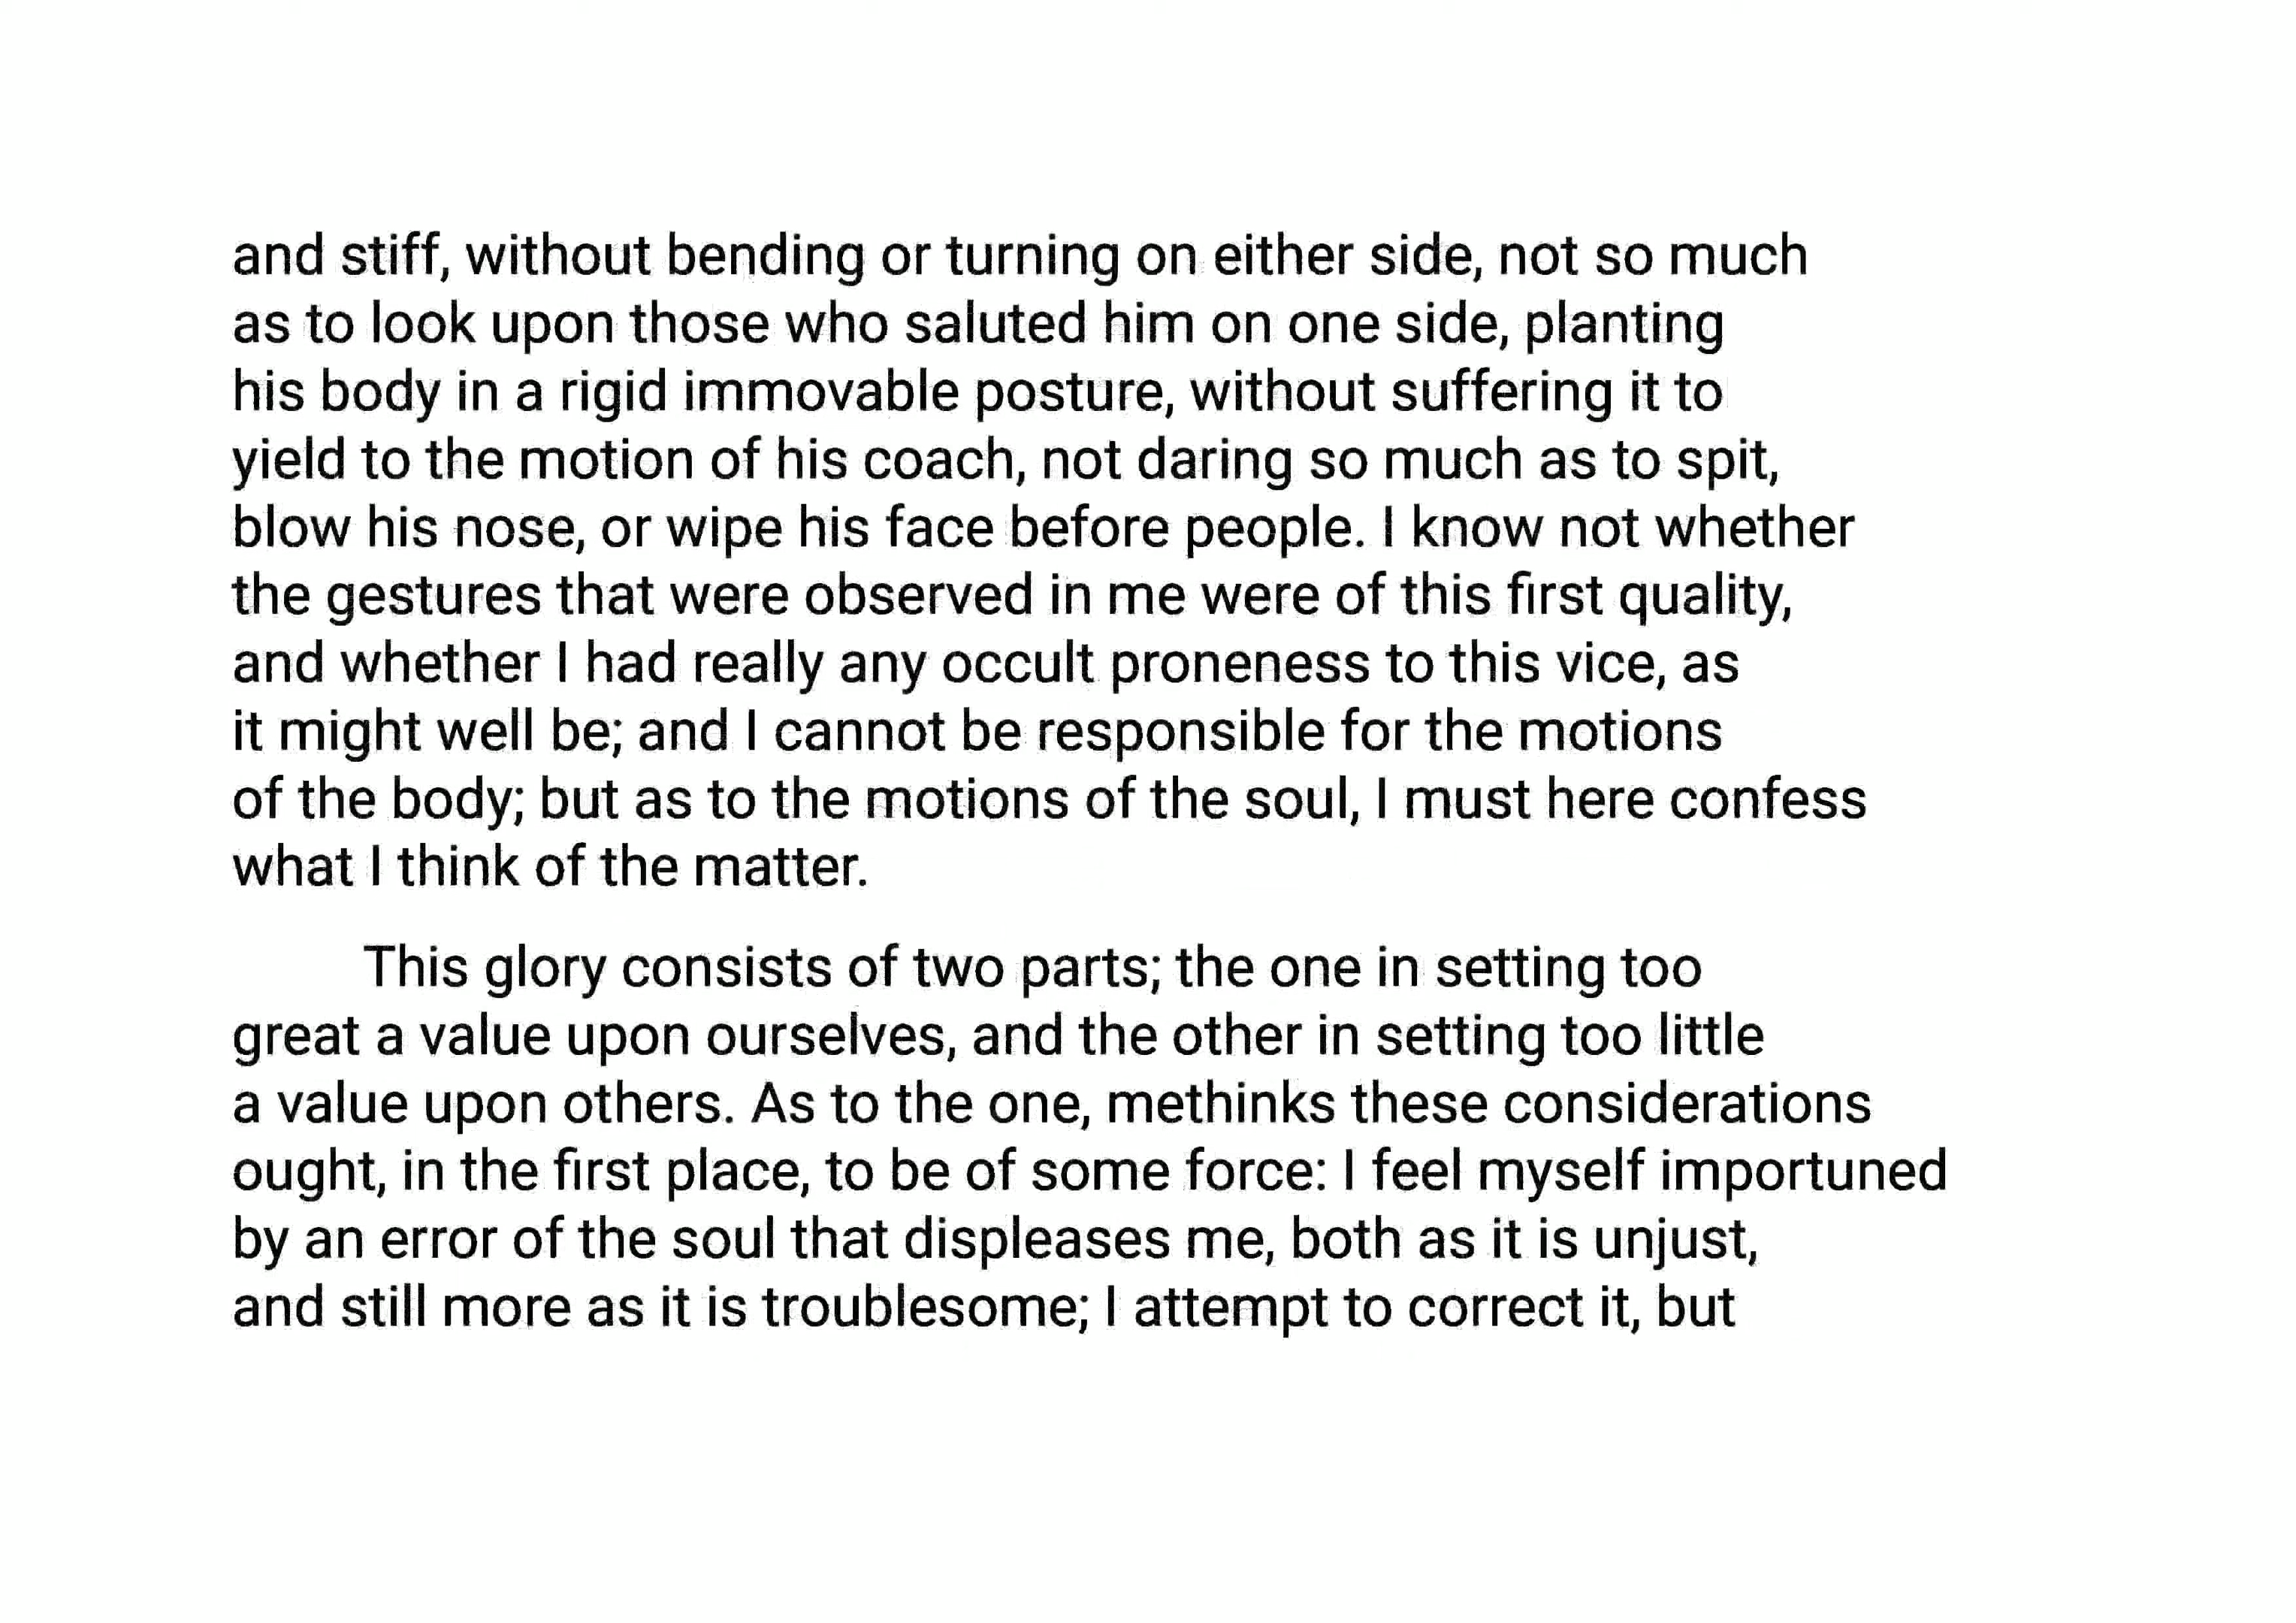 and stiff, without bending or turning on either side, not so much
as to look upon those who saluted him on one side, planting
his body in a rigid immovable posture, without suffering it to
yield to the motion of his coach, not daring so much as to spit,
blow his nose, or wipe his face before people. I know not whether
the gestures that were observed in me were of this first quality,
and whether I had really any occult proneness to this vice, as
it might well be; and I cannot be responsible for the motions
of the body; but as to the motions of the soul, I must here confess
what I think of the matter.
This glory consists of two parts; the one in setting too
great a value upon ourselves, and the other in setting too little
a value upon others. As to the one, methinks these considerations
ought, in the first place, to be of some force: I feel myself importuned
by an error of the soul that displeases me, both as it is unjust,
and still more as it is troublesome; I attempt to correct it, but